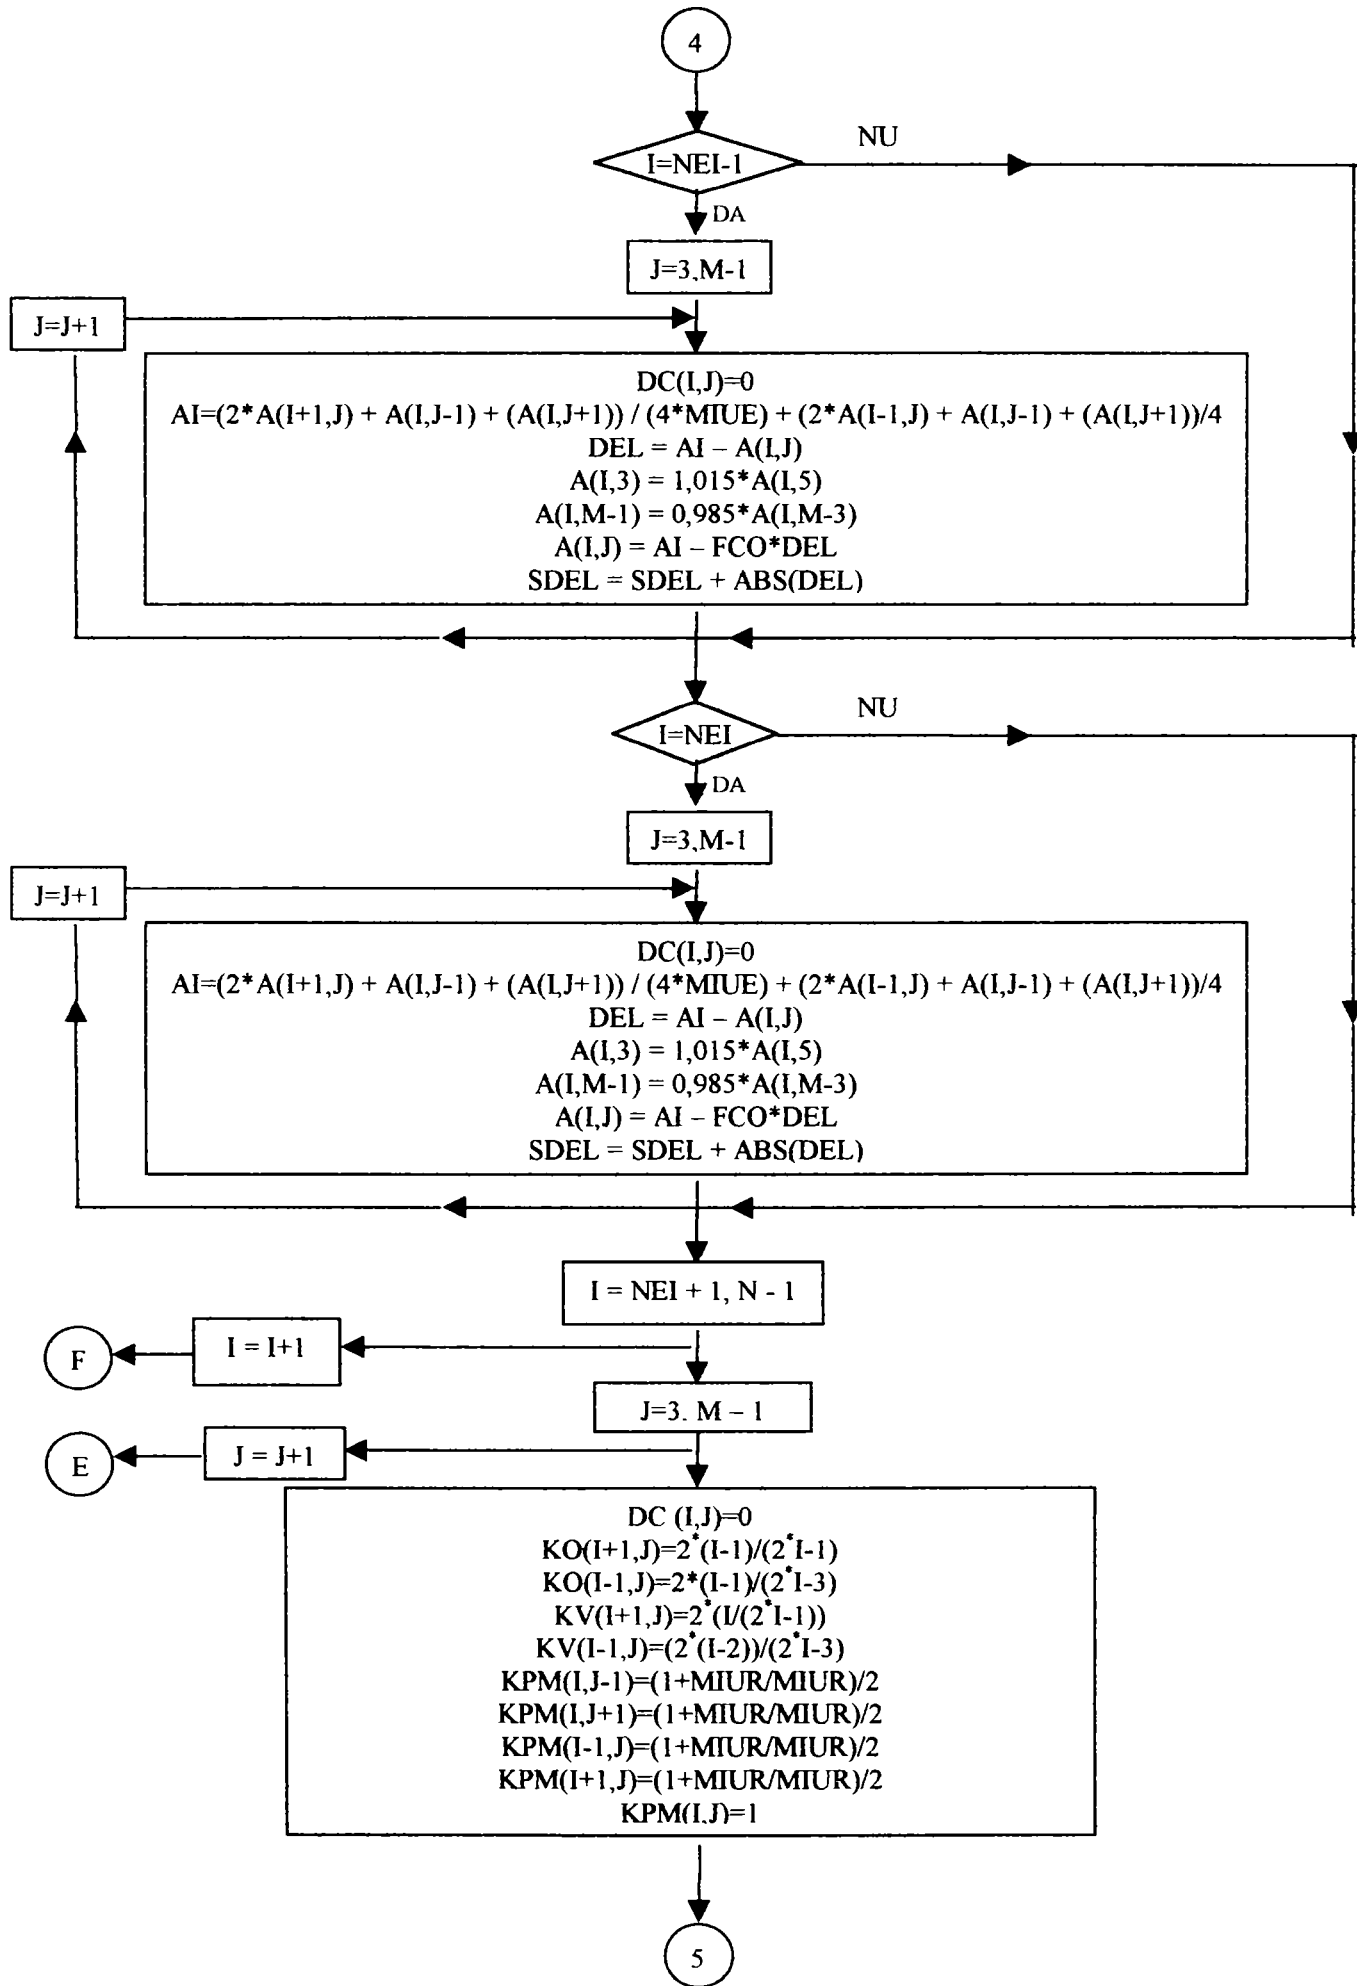 4
I=NEI-1
NU
DA
J=3,M-1
J=J+1
DC(I,J)=0
AI=(2*A(I+1,J) + A(I,J-1) + (A(I,J+1)) / (4*MIUE) + (2*A(I-1,J) + A(I,J-1) + (A(I,J+1))/4
DEL = AI – A(I,J)
A(I,3) = 1,015*A(I,5)
A(I,M-1) = 0,985*A(I,M-3)
A(I,J) = AI – FCO*DEL
SDEL = SDEL + ABS(DEL)
I=NEI
NU
DA
J=3,M-1
J=J+1
DC(I,J)=0
AI=(2*A(I+1,J) + A(I,J-1) + (A(I,J+1)) / (4*MIUE) + (2*A(I-1,J) + A(I,J-1) + (A(I,J+1))/4
DEL = AI – A(I,J)
A(I,3) = 1,015*A(I,5)
A(I,M-1) = 0,985*A(I,M-3)
A(I,J) = AI – FCO*DEL
SDEL = SDEL + ABS(DEL)
I = NEI + 1, N - 1
F
I = I+1
J=3. M – 1
E
J = J+1
DC (I,J)=0
KO(I+1,J)=2*(I-1)/(2*I-1)
KO(I-1,J)=2*(I-1)/(2*I-3)
KV(I+1,J)=2*(I/(2*I-1))
KV(I-1,J)=(2*(I-2))/(2*I-3)
KPM(I,J-1)=(1+MIUR/MIUR)/2
KPM(I,J+1)=(1+MIUR/MIUR)/2
KPM(I-1,J)=(1+MIUR/MIUR)/2
KPM(I+1,J)=(1+MIUR/MIUR)/2
KPM(I,J)=1
5